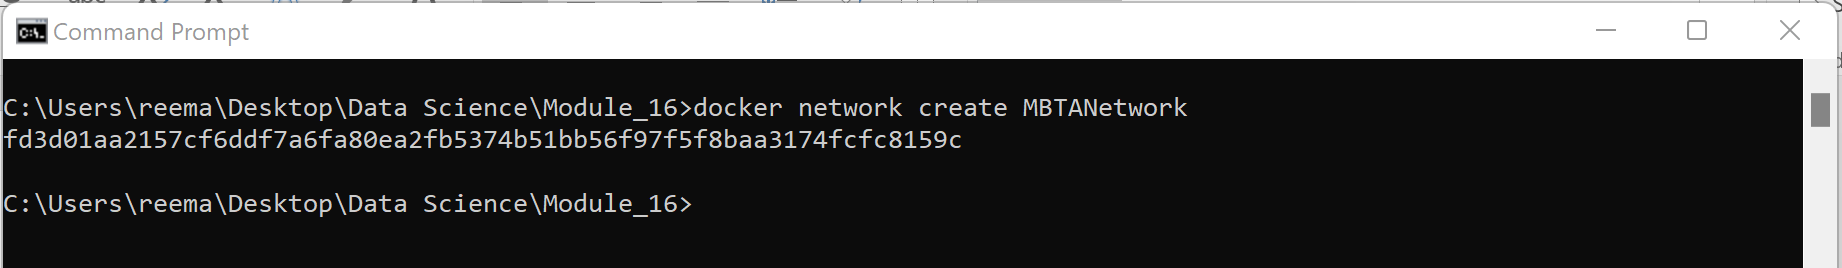 Command Prompt
C:\Users\reema\Desktop\Data Science\Module_16>docker network create MBTANetwork
fd3d01aa2157cf6ddf7a6fa80ea2fb5374b51bb56f97f5f8baa3174fcfc8159c
C:\Users\reema\Desktop\Data Science\Module_16>